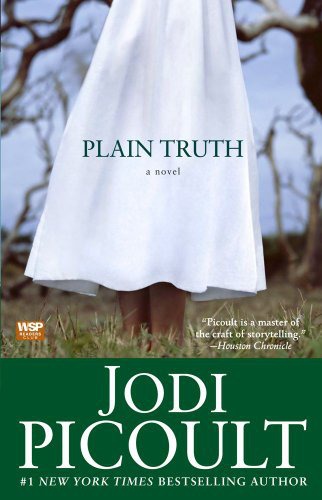 PLAIN TRUTH
a novel
WSP
READERS
CLUB
“Picoult is a master of
the craft of storytelling.”
—Houston Chronicle
JODI
PICOULT
#1 NEW YORK TIMES BESTSELLING AUTHOR